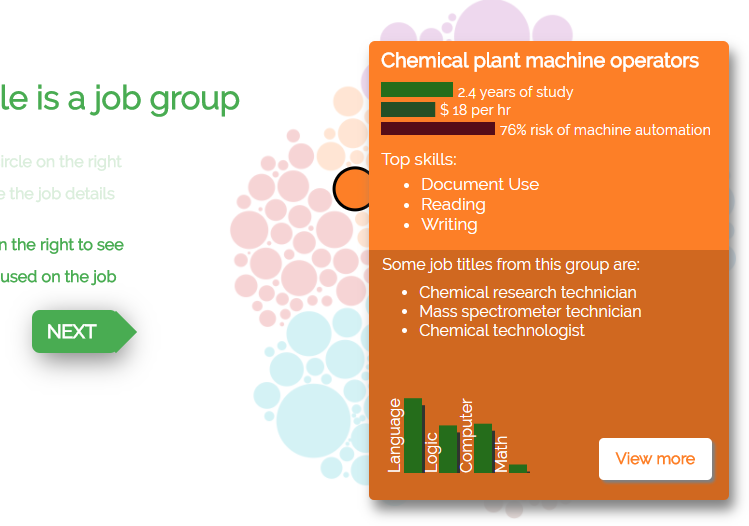 le is a job group
ircle on the right
e the job details
n the right to see
used on the job
NEXT
Chemical plant machine operators
2.4 years of study
$ 18 per hr
76% risk of machine automation
Top skills:
• Document Use
• Reading
• Writing
Some job titles from this group are:
• Chemical research technician
• Mass spectrometer technician
• Chemical technologist
Language
Logic
Computer
Math
View more